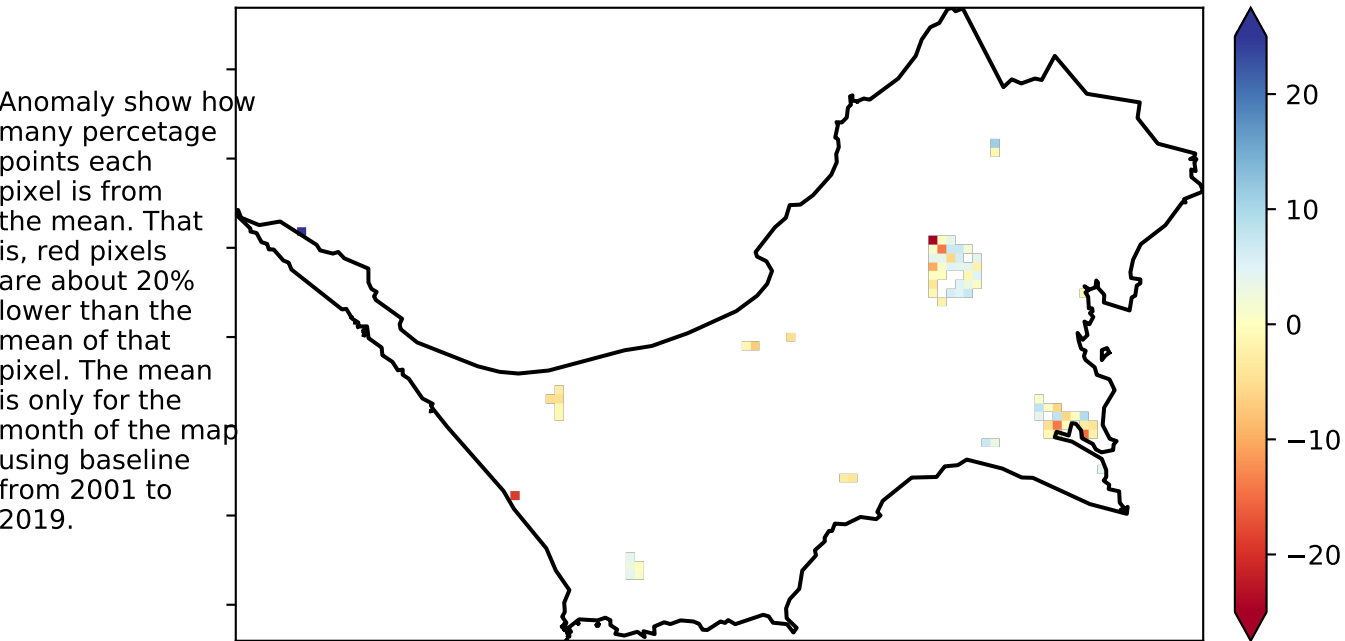 Anomaly show how
many percetage
points each
pixel is from
the mean. That
is, red pixels
are about 20%
lower than the
mean of that
pixel. The mean
is only for the
month of the map
using baseline
from 2001 to
2019.
20
10
0
−10
−20